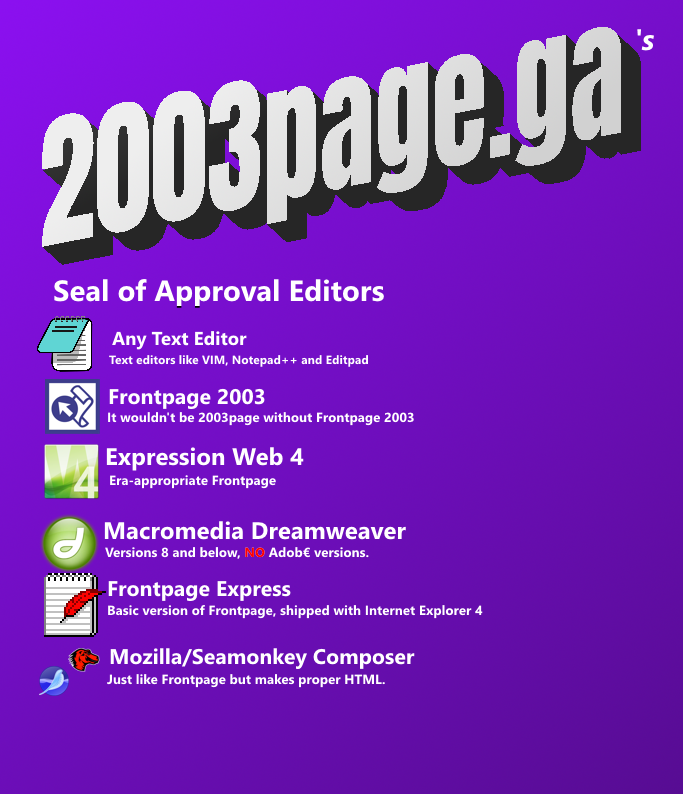 2003page.ga's
Seal of Approval Editors
Any Text Editor
Text editors like VIM, Notepad++ and Editpad
Frontpage 2003
It wouldn't be 2003page without Frontpage 2003
Expression Web 4
Era-appropriate Frontpage
Macromedia Dreamweaver
Versions 8 and below, NO Adob€ versions.
Frontpage Express
Basic version of Frontpage, shipped with Internet Explorer 4
Mozilla/Seamonkey Composer
Just like Frontpage but makes proper HTML.